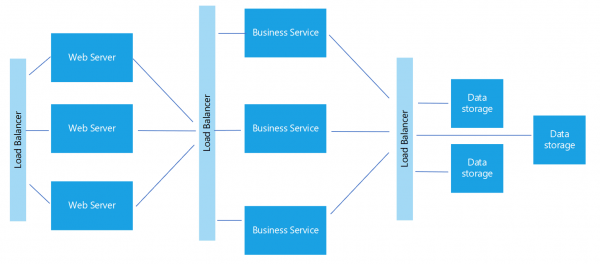 Load Balancer
Web Server
Web Server
Web Server
Load Balancer
Business Service
Business Service
Business Service
Load Balancer
Data
storage
Data
storage
Data
storage